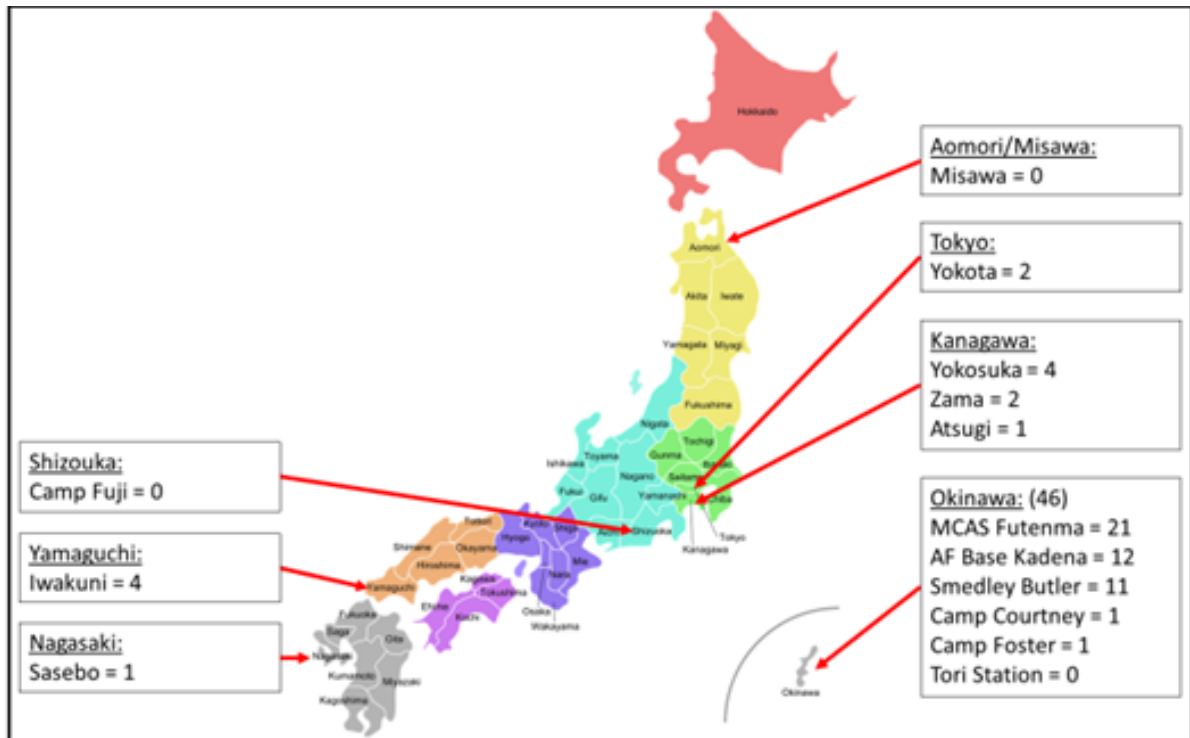 Hokkaido
Aomori/Misawa:
Misawa = 0
Aomori
Tokyo:
Yokota = 2
Akita
Iwate
Yamagata
Miyagi
Kanagawa:
Yokosuka = 4
Zama = 2
Atsugi = 1
Fukushima
Nigata
Tochigi
Gunma
Toyama
Ishikawa
Saitama
Nagano
Shizouka:
Camp Fuji = 0
Fukui
Gifu
Yamanashi
Chiba
Okinawa: (46)
MCAS Futenma = 21
AF Base Kadena = 12
Smedley Butler = 11
Camp Courtney = 1
Camp Foster = 1
Tori Station = 0
Tottori
Kyoto
Shiga
Hyogo
Aichi
Shizuoka
Tokyo
Kanagawa
Yamaguchi:
Iwakuni = 4
Shimane
Okayama
Hiroshima
Mie
Nara
Kagawa
Tokushima
Yamaguchi
Ehime
Kochi
Osaka
Wakayama
Nagasaki:
Sasebo = 1
Fukuoka
Saga
Oita
Nagasaki
Kumamoto
Miyazaki
Kagoshima
Okinawa